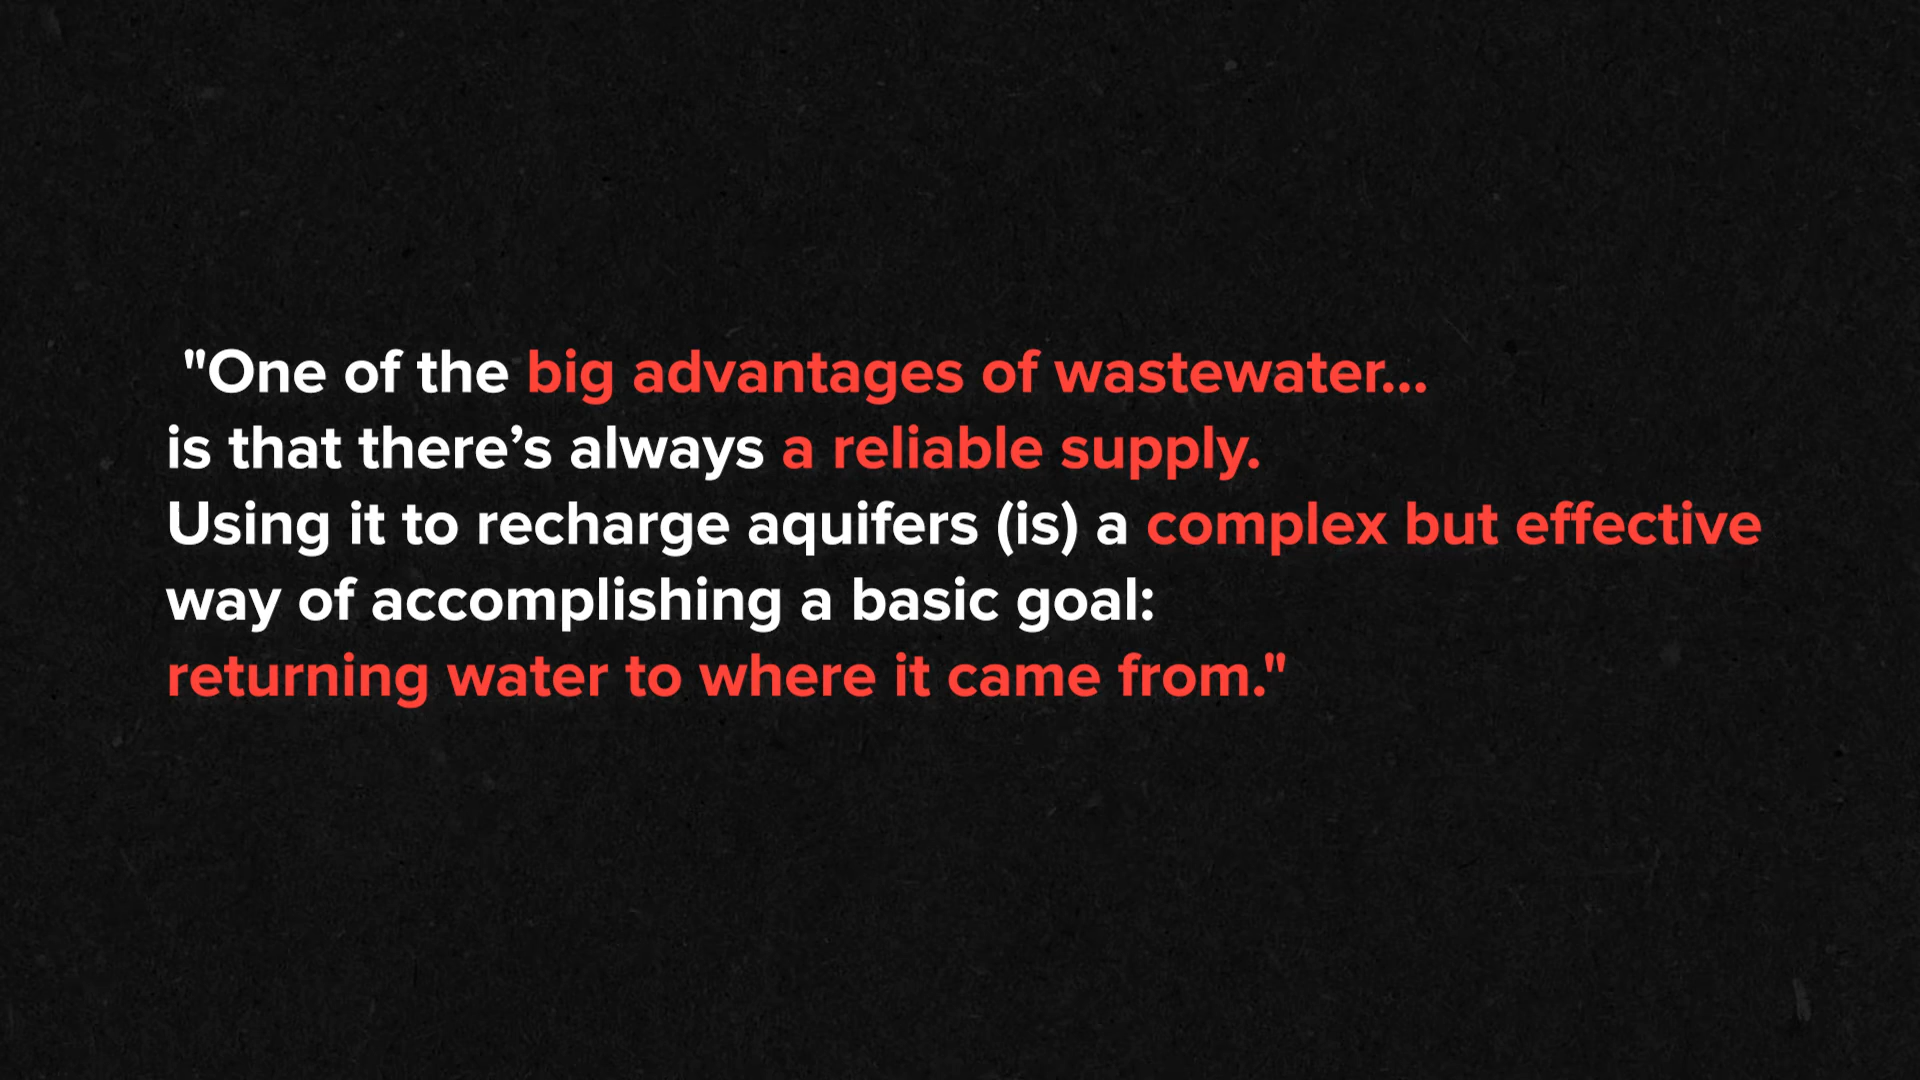 "One of the big advantages of wastewater...
is that there’s always a reliable supply.
Using it to recharge aquifers (is) a complex but effective
way of accomplishing a basic goal:
returning water to where it came from."